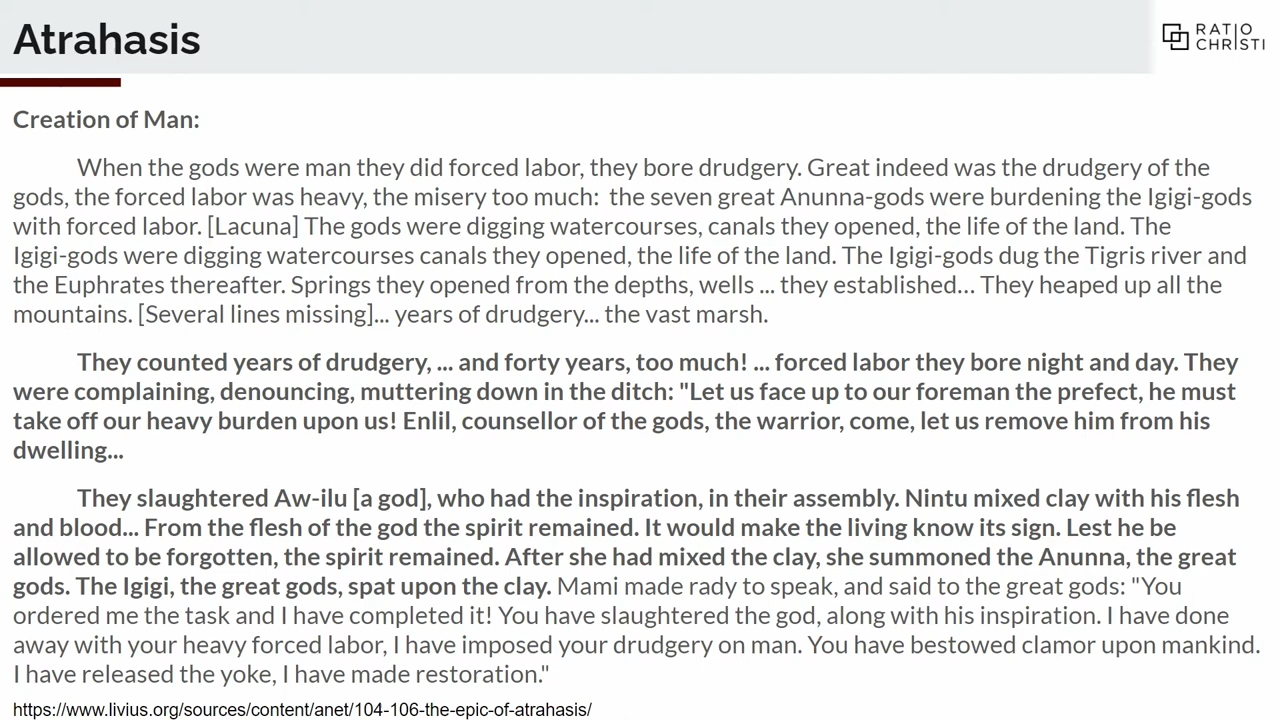 Atrahasis
RATIO
CHRISTI
Creation of Man:
When the gods were man they did forced labor, they bore drudgery. Great indeed was the drudgery of the
gods, the forced labor was heavy, the misery too much:  the seven great Anunna-gods were burdening the Igigi-gods
with forced labor. [Lacuna] The gods were digging watercourses, canals they opened, the life of the land. The
Igigi-gods were digging watercourses canals they opened, the life of the land. The Igigi-gods dug the Tigris river and
the Euphrates thereafter. Springs they opened from the depths, wells ... they established... They heaped up all the
mountains. [Several lines missing]... years of drudgery... the vast marsh.
They counted years of drudgery, ... and forty years, too much! ... forced labor they bore night and day. They
were complaining, denouncing, muttering down in the ditch: "Let us face up to our foreman the prefect, he must
take off our heavy burden upon us! Enlil, counsellor of the gods, the warrior, come, let us remove him from his
dwelling...
They slaughtered Aw-ilu [a god], who had the inspiration, in their assembly. Nintu mixed clay with his flesh
and blood... From the flesh of the god the spirit remained. It would make the living know its sign. Lest he be
allowed to be forgotten, the spirit remained. After she had mixed the clay, she summoned the Anunna, the great
gods. The Igigi, the great gods, spat upon the clay. Mami made rady to speak, and said to the great gods: "You
ordered me the task and I have completed it! You have slaughtered the god, along with his inspiration. I have done
away with your heavy forced labor, I have imposed your drudgery on man. You have bestowed clamor upon mankind.
I have released the yoke, I have made restoration."
https://www.livius.org/sources/content/anet/104-106-the-epic-of-atrahasis/